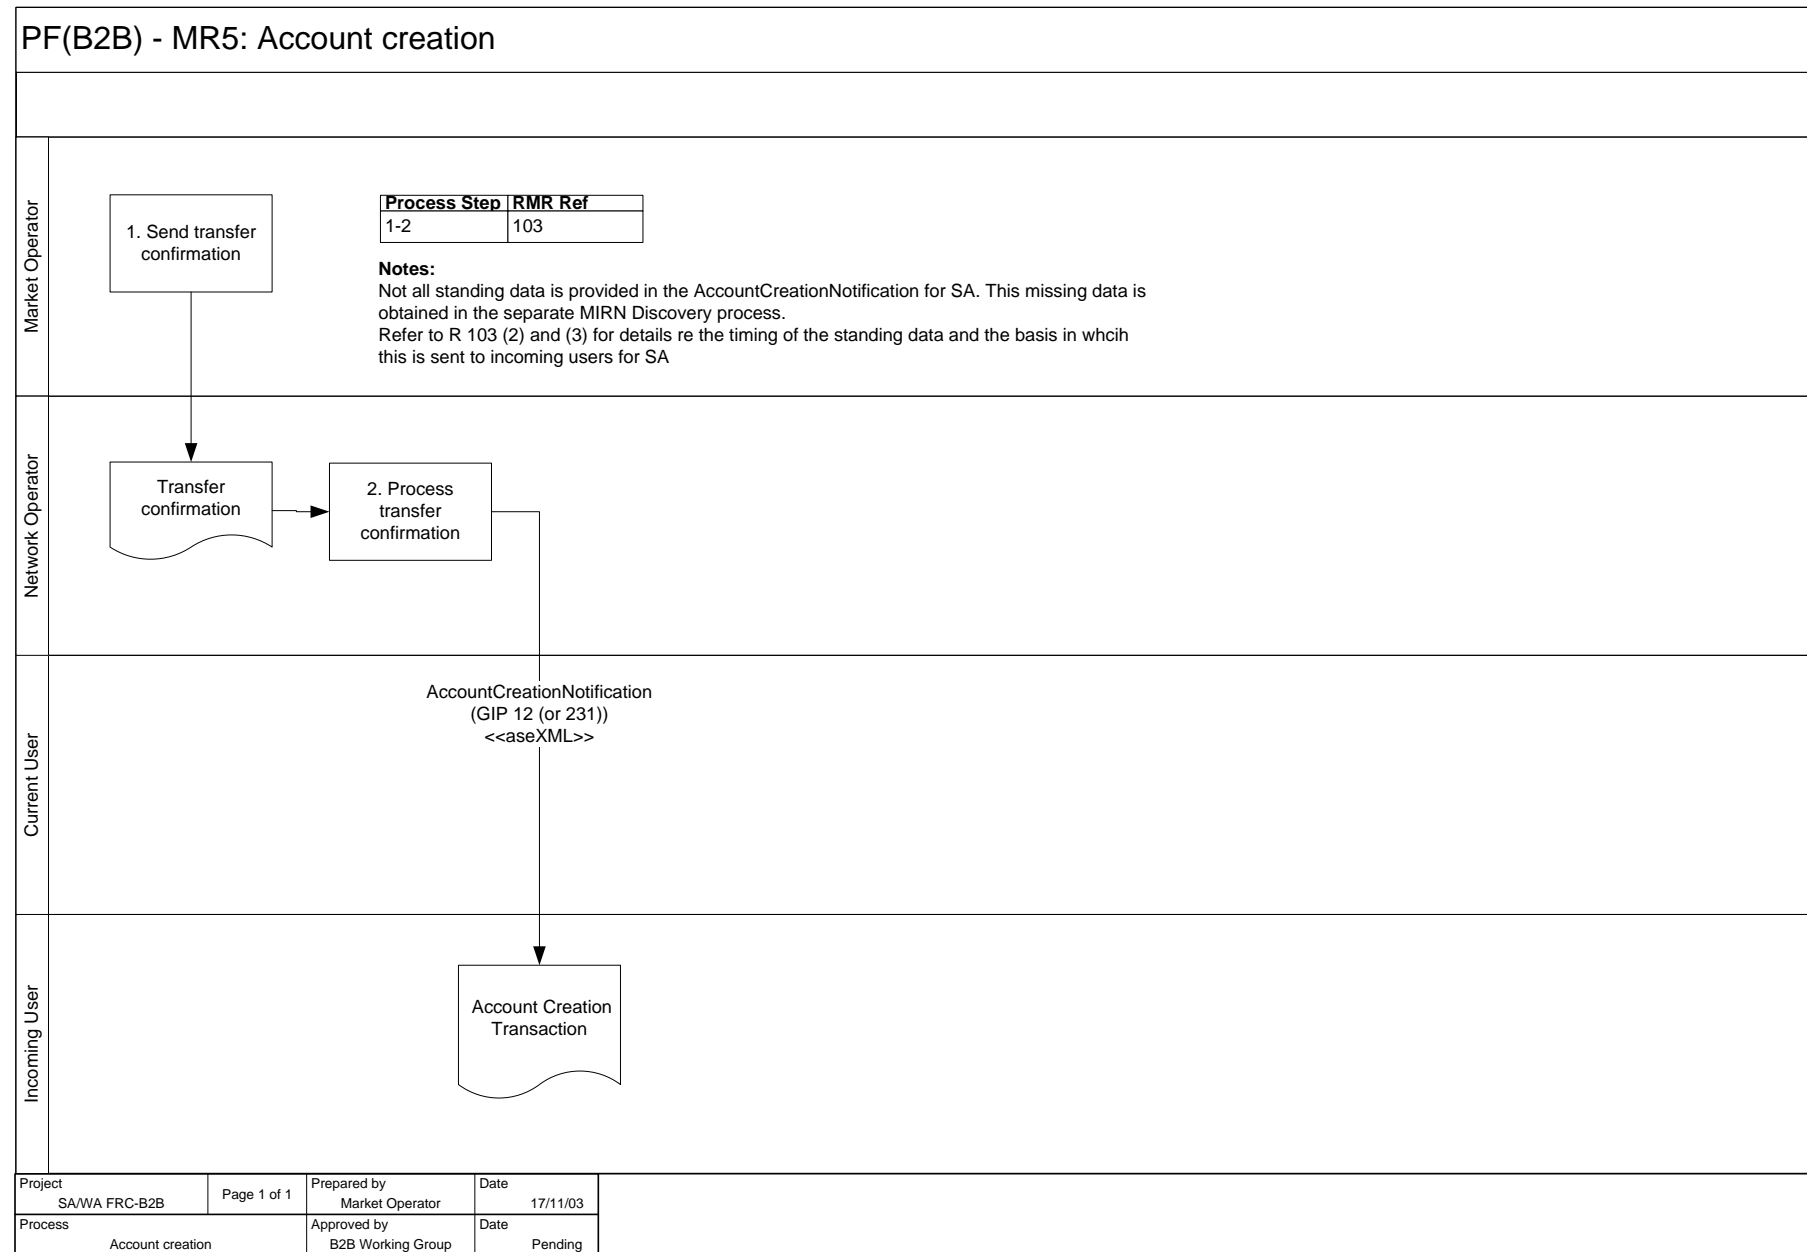 PF(B2B) - MR5: Account creation
Market Operator
1. Send transfer
confirmation
Process Step RMR Ref
1-2 103
Notes:
Not all standing data is provided in the AccountCreationNotification for SA. This missing data is
obtained in the separate MIRN Discovery process.
Refer to R 103 (2) and (3) for details re the timing of the standing data and the basis in whcih
this is sent to incoming users for SA
Network Operator
Transfer
confirmation
2. Process
transfer
confirmation
Current User
AccountCreationNotification
(GIP 12 (or 231))
<<aseXML>>
Incoming User
Account Creation
Transaction
Project
SA/WA FRC-B2B
Page 1 of 1
Prepared by
Market Operator
Date
17/11/03
Process
Account creation
Approved by
B2B Working Group
Date
Pending